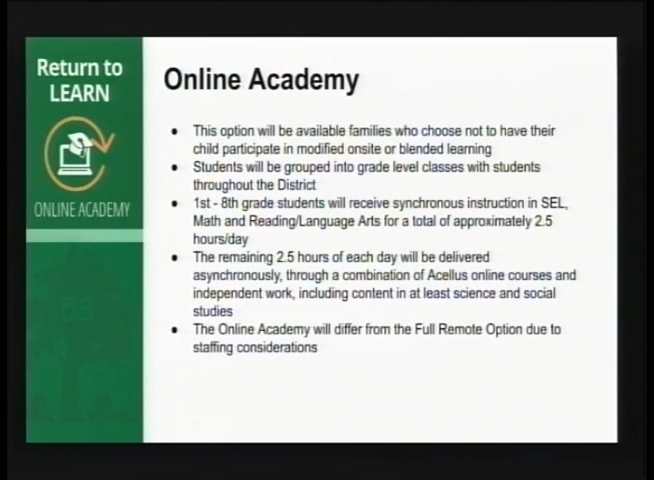 Return to
LEARN
ONLINE ACADEMY
Online Academy
• This option will be available families who choose not to have their
child participate in modified onsite or blended learning
• Students will be grouped into grade level classes with students
throughout the District
• 1st - 8th grade students will receive synchronous instruction in SEL,
Math and Reading/Language Arts for a total of approximately 2.5
hours/day
• The remaining 2.5 hours of each day will be delivered
asynchronously, through a combination of Acellus online courses and
independent work, including content in at least science and social
studies
• The Online Academy will differ from the Full Remote Option due to
staffing considerations